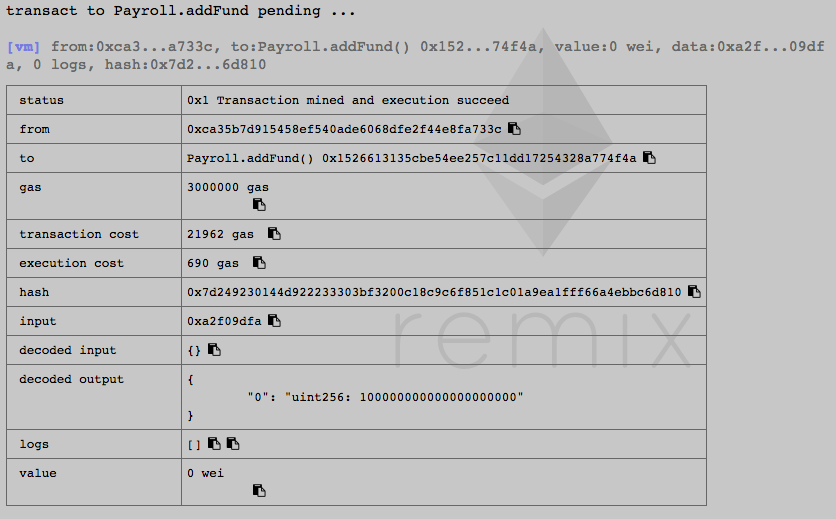 transact to Payroll.addFund pending ...
[vm] from:0xca3...a733c, to:Payroll.addFund() 0x152...74f4a, value:0 wei, data:0xa2f...09df
a, 0 logs, hash:0x7d2...6d810
status 0x1 Transaction mined and execution succeed
from 0xca35b7d915458ef540ade6068dfe2f44e8fa733c
to Payroll.addFund() 0x1526613135cbe54ee257c11dd17254328a774f4a
gas 3000000 gas
transaction cost 21962 gas
execution cost 690 gas
hash 0x7d249230144d922233303bf3200c18c9c6f851c1c01a9ea1fff66a4ebbc6d810
input 0xa2f09dfa
decoded input {}
decoded output {
"0": "uint256: 100000000000000000000"
}
logs []
value 0 wei
remix